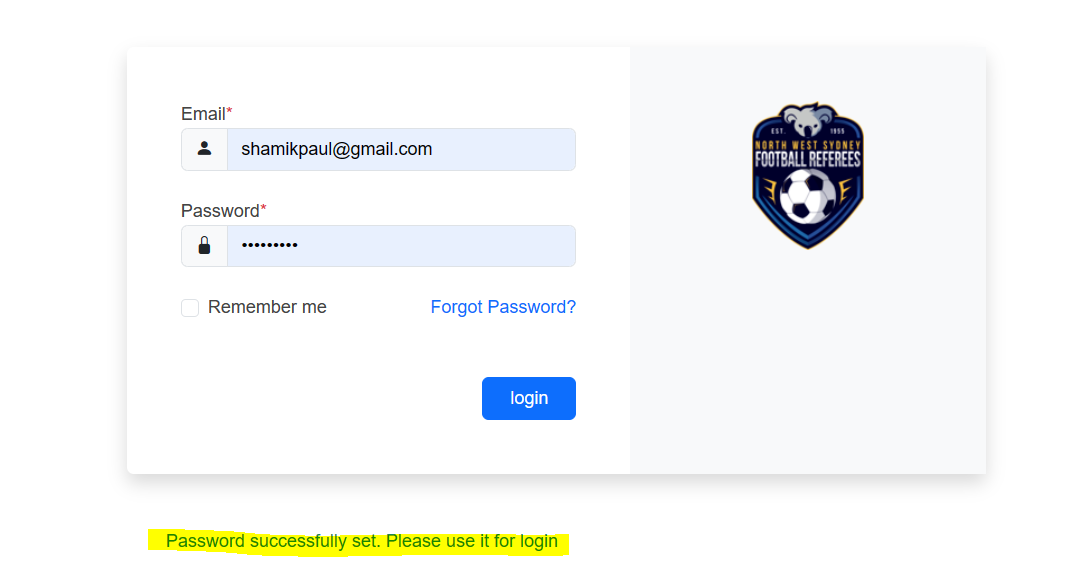 Email*
shamikpaul@gmail.com
Password*
•••••••••
Remember me
Forgot Password?
login
EST. 1955
NORTH WEST SYDNEY
FOOTBALL REFEREES
Password successfully set. Please use it for login